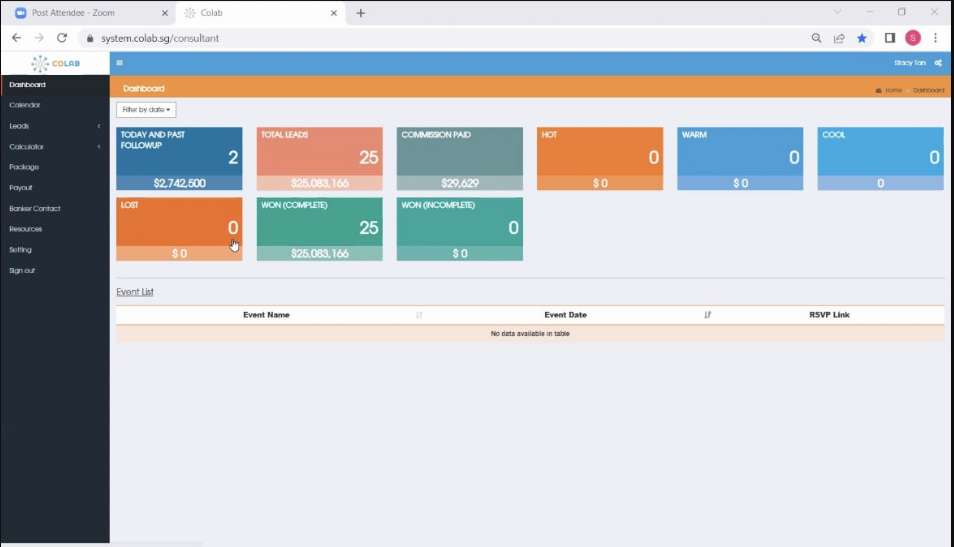 Post Attendee - Zoom
Colab
system.colab.sg/consultant
S
COLAB
Stacy Tan
Dashboard
Dashboard
Home Dashboard
Calendar
Leads
Calculator
Package
Payout
Banker Contact
Resources
Setting
Sign out
Filter by date
TODAY AND PAST
FOLLOWUP
2
$2,742,500
TOTAL LEADS
25
$25,083,166
COMMISSION PAID
$29,629
HOT
0
$ 0
WARM
0
$ 0
COOL
0
0
LOST
0
$ 0
WON (COMPLETE)
25
$25,083,166
WON (INCOMPLETE)
0
$ 0
Event List
Event Name Event Date RSVP Link
No data available in table